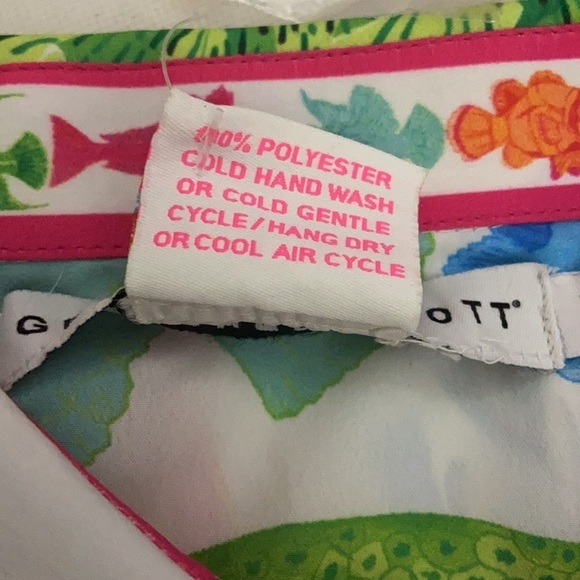 100% POLYESTER
COLD HAND WASH
OR COLD GENTLE
CYCLE/HANG DRY
OR COOL AIR CYCLE